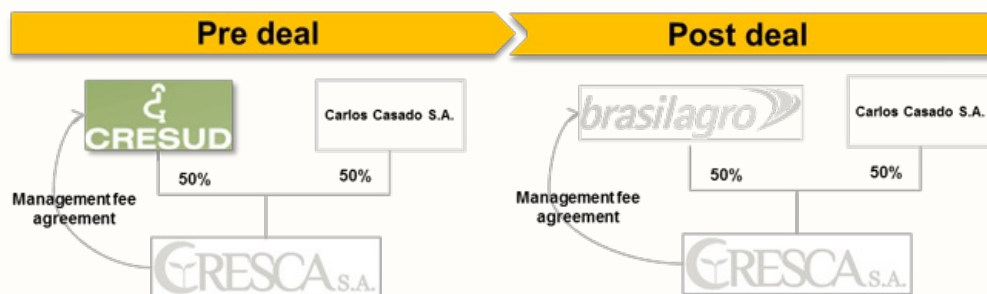 Pre deal
Post deal
CRESUD
Carlos Casado S.A.
50%
50%
Management fee
agreement
CRESCA S.A.
brasilagro
Carlos Casado S.A.
50%
50%
Management fee
agreement
CRESCA S.A.